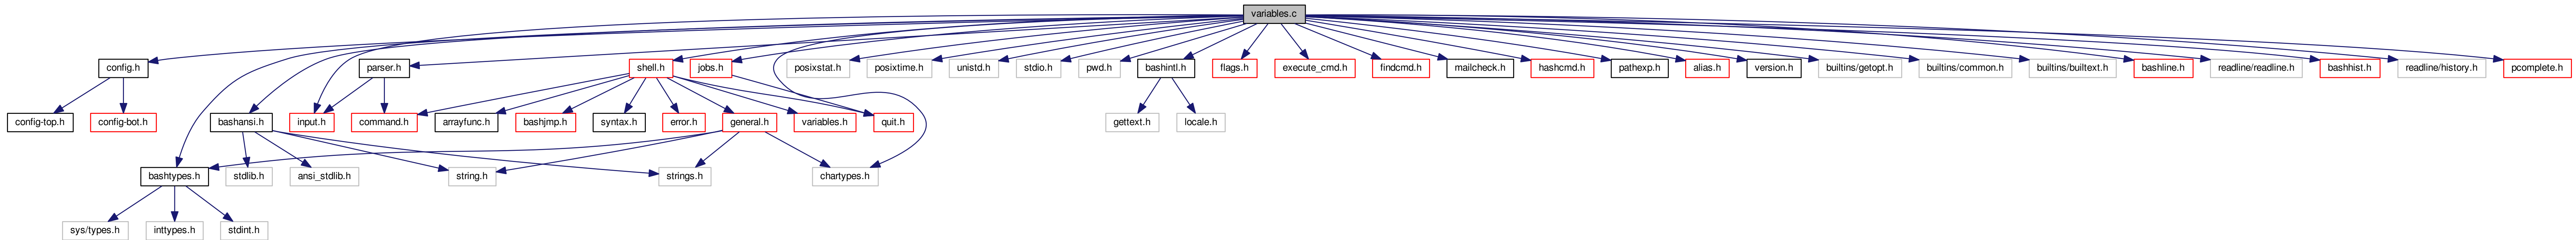 variables.c
config.h
parser.h
shell.h
jobs.h
posixstat.h
posixtime.h
unistd.h
stdio.h
pwd.h
bashintl.h
flags.h
execute_cmd.h
findcmd.h
mailcheck.h
hashcmd.h
pathexp.h
alias.h
version.h
builtins/getopt.h
builtins/common.h
builtins/builtext.h
bashline.h
readline/readline.h
bashhist.h
readline/history.h
pcomplete.h
config-top.h
config-bot.h
bashansi.h
input.h
command.h
arrayfunc.h
bashjmp.h
syntax.h
error.h
general.h
variables.h
quit.h
gettext.h
locale.h
bashtypes.h
stdlib.h
ansi_stdlib.h
string.h
strings.h
chartypes.h
sys/types.h
inttypes.h
stdint.h